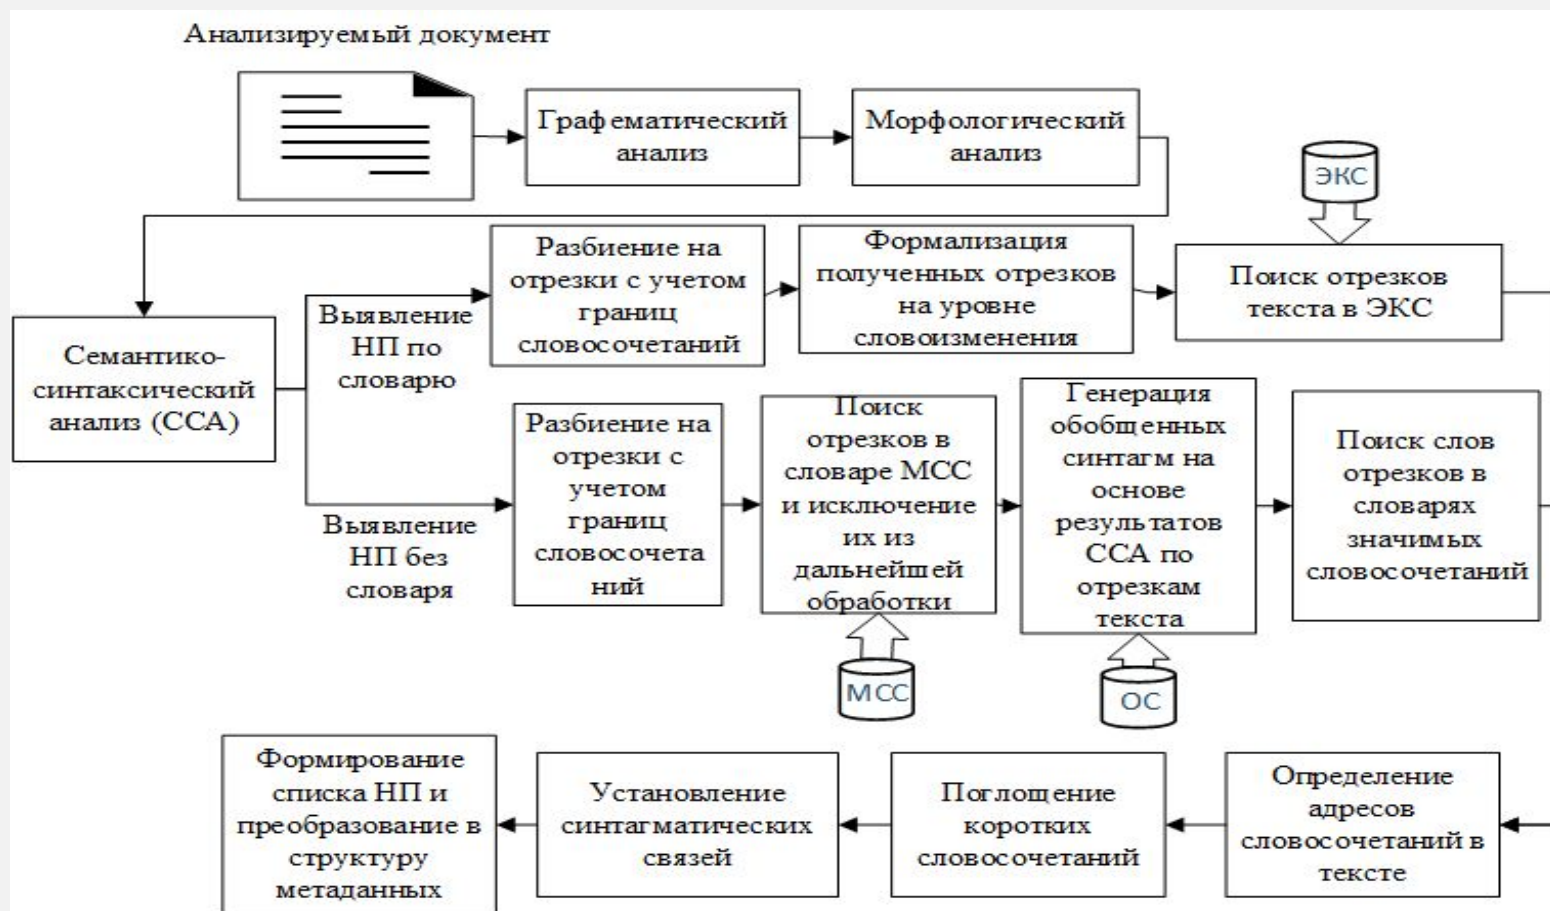 Анализируемый документ
Графематический
анализ
Морфологический
анализ
ЭКС
Семантико-
синтаксический
анализ (ССА)
Выявление
НП по
словарю
Разбиение на
отрезки с учетом
границ
словосочетаний
Формализация
полученных отрезков
на уровне
словоизменения
Поиск отрезков
текста в ЭКС
Выявление
НП без
словаря
Разбиение на
отрезки с
учетом
границ
словосочета
ний
Поиск
отрезков в
словаре МСС
и исключение
их из
дальнейшей
обработки
МСС
Генерация
обобщенных
синтагм на
основе
результатов
ССА по
отрезкам
текста
ОС
Поиск слов
отрезков в
словарях
значимых
словосочетаний
Определение
адресов
словосочетаний в
тексте
Поглощение
коротких
словосочетаний
Установление
синтагматических
связей
Формирование
списка НП и
преобразование в
структуру
метаданных